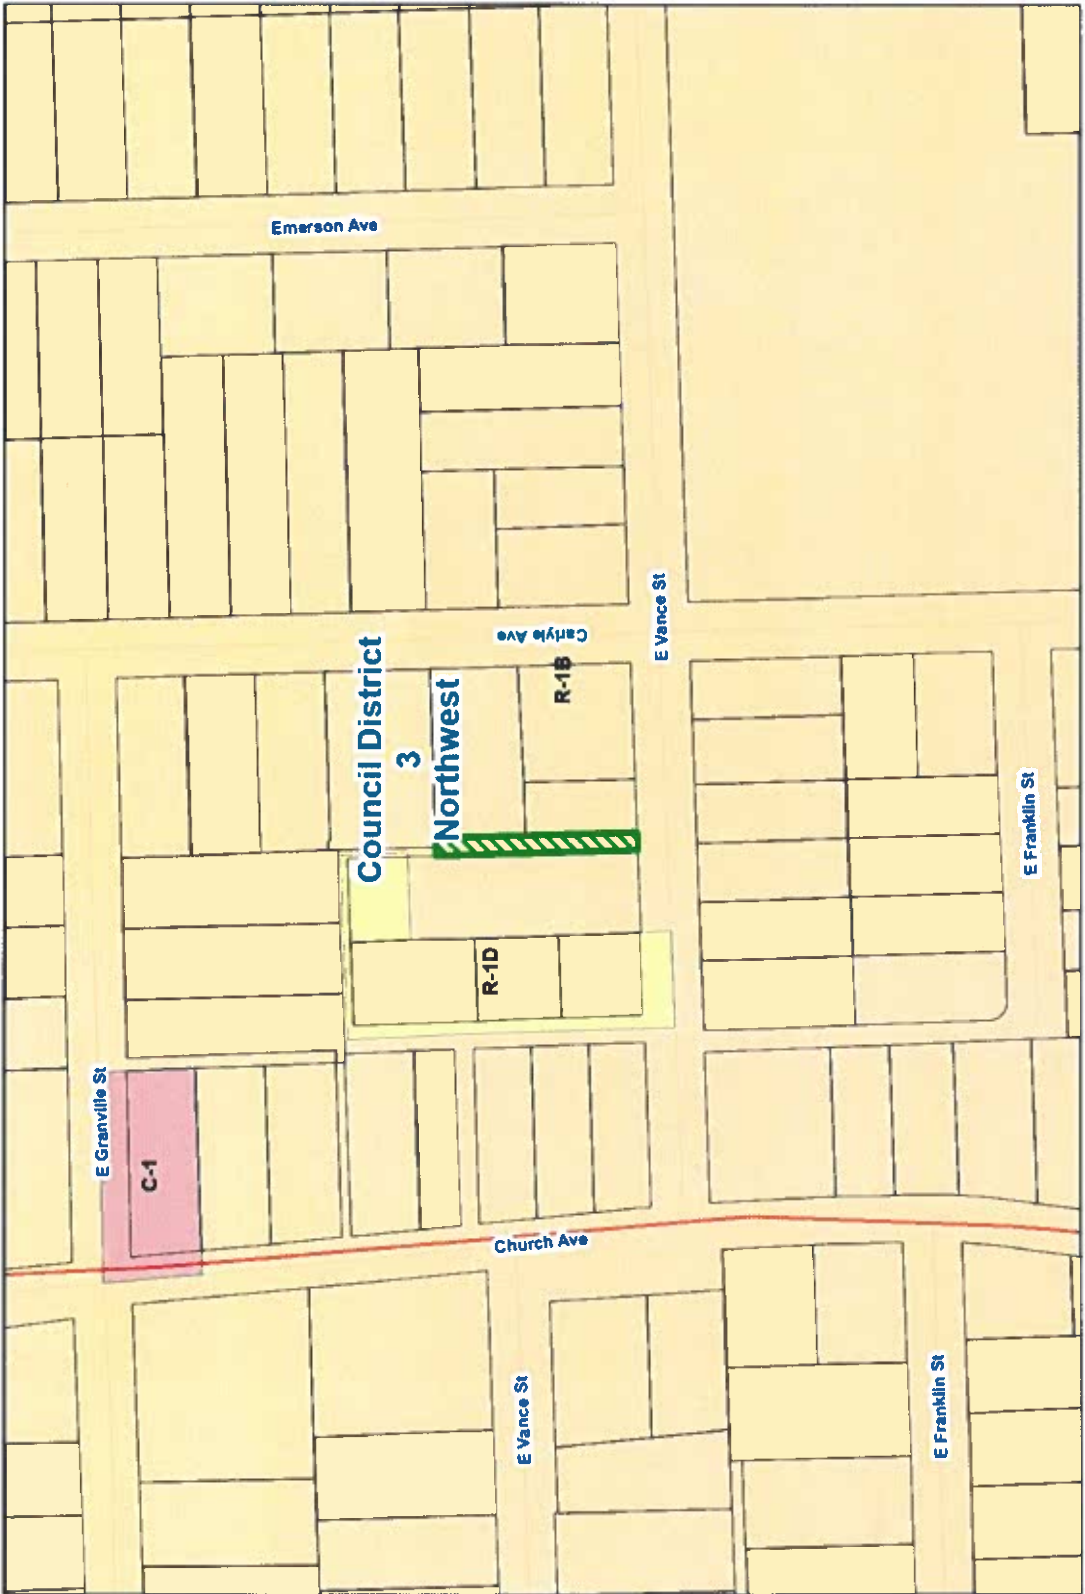 Emerson Ave
Carlyle Ave
E Vance St
R-1B
Council District
3
Northwest
E Franklin St
R-1D
E Granville St
C-1
Church Ave
E Vance St
E Franklin St